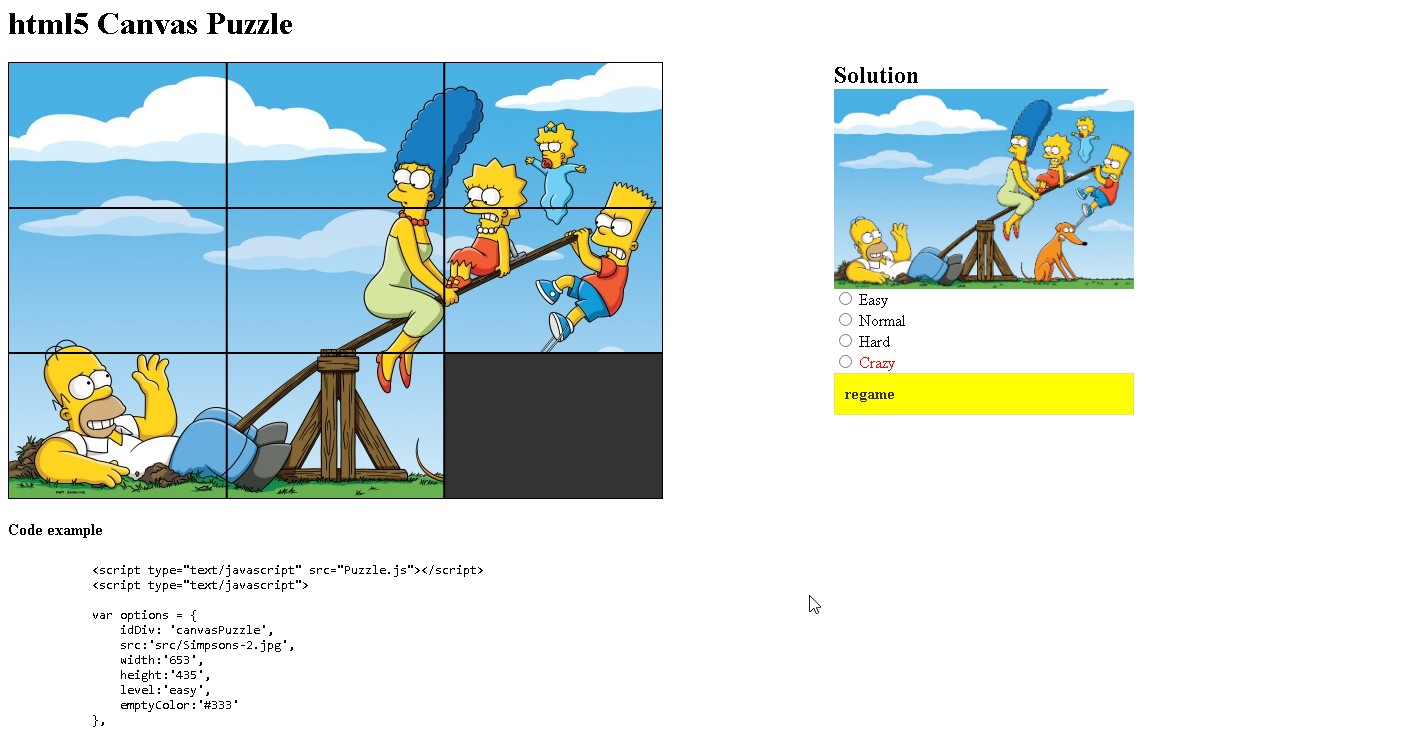 html5 Canvas Puzzle
Solution
Easy
Normal
Hard
Crazy
regame
Code example
<script type="text/javascript" src="Puzzle.js"></script>
<script type="text/javascript">
var options = {
idDiv: 'canvasPuzzle',
src:'src/Simpsons-2.jpg',
width:'653',
height:'435',
level:'easy',
emptyColor:'#333'
},